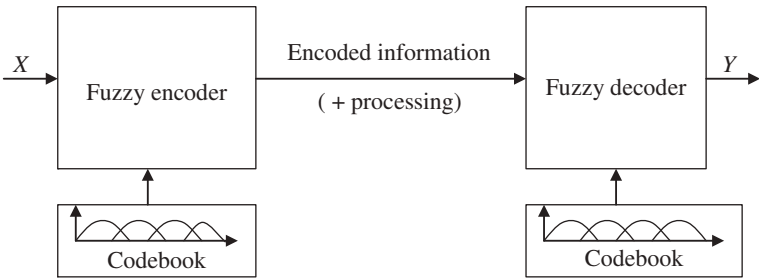 X
Fuzzy encoder
Encoded information
( + processing)
Fuzzy decoder
Y
Codebook
Codebook